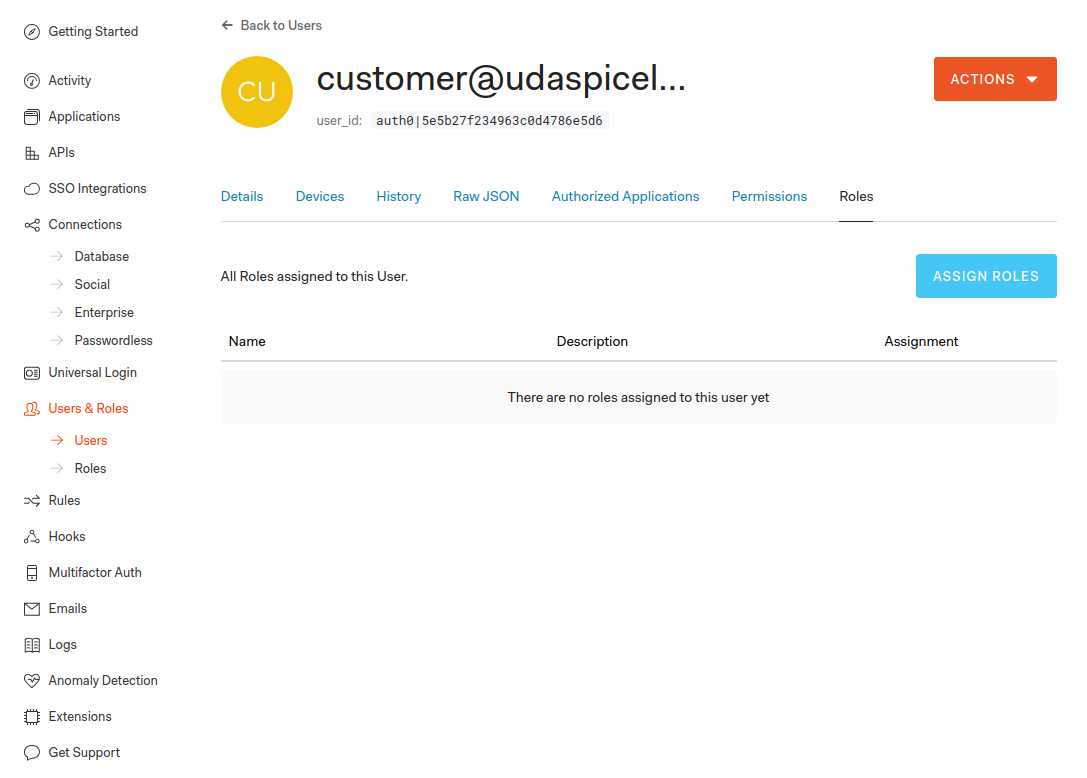 Getting Started
Activity
Applications
APIs
SSO Integrations
Connections
Database
Social
Enterprise
Passwordless
Universal Login
Users & Roles
Users
Roles
Rules
Hooks
Multifactor Auth
Emails
Logs
Anomaly Detection
Extensions
Get Support
Back to Users
CU
customer@udaspicel...
ACTIONS
user_id: auth0|5e5b27f234963c0d4786e5d6
Details Devices History Raw JSON Authorized Applications Permissions Roles
All Roles assigned to this User.
ASSIGN ROLES
Name Description Assignment
There are no roles assigned to this user yet